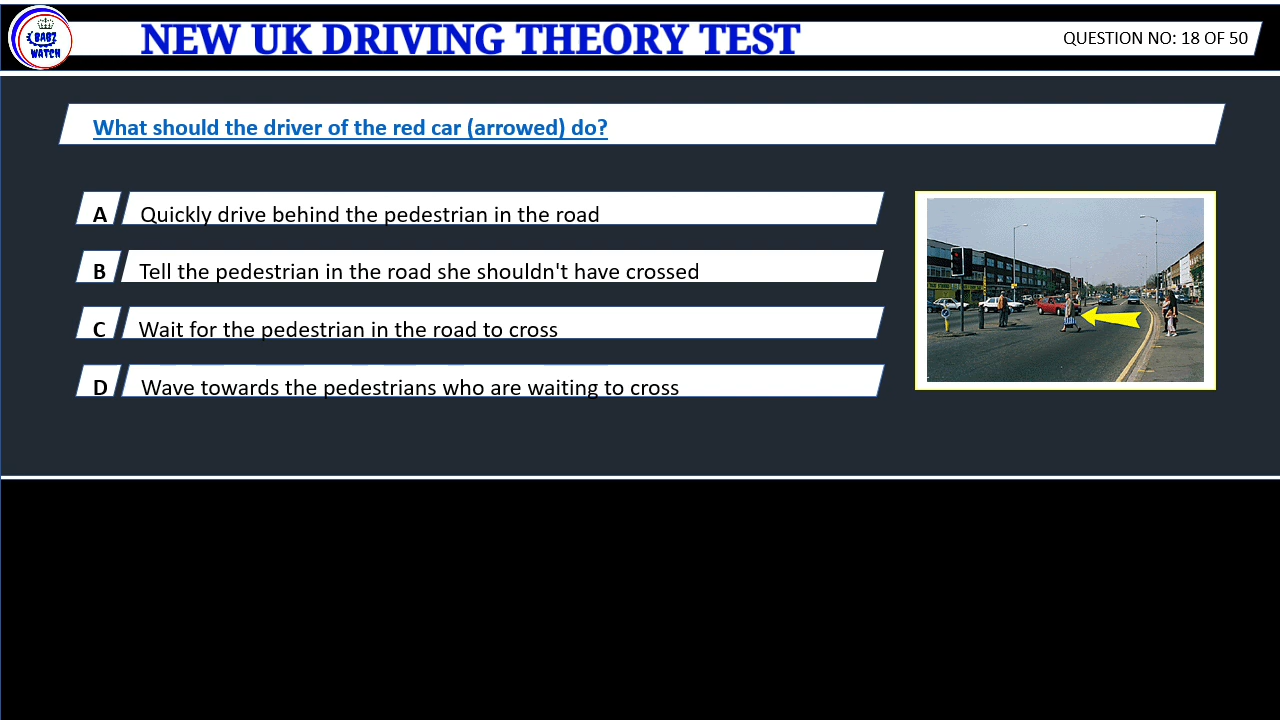 BABZ
WATCH
NEW UK DRIVING THEORY TEST
QUESTION NO: 18 OF 50
What should the driver of the red car (arrowed) do?
A Quickly drive behind the pedestrian in the road
B Tell the pedestrian in the road she shouldn't have crossed
C Wait for the pedestrian in the road to cross
D Wave towards the pedestrians who are waiting to cross